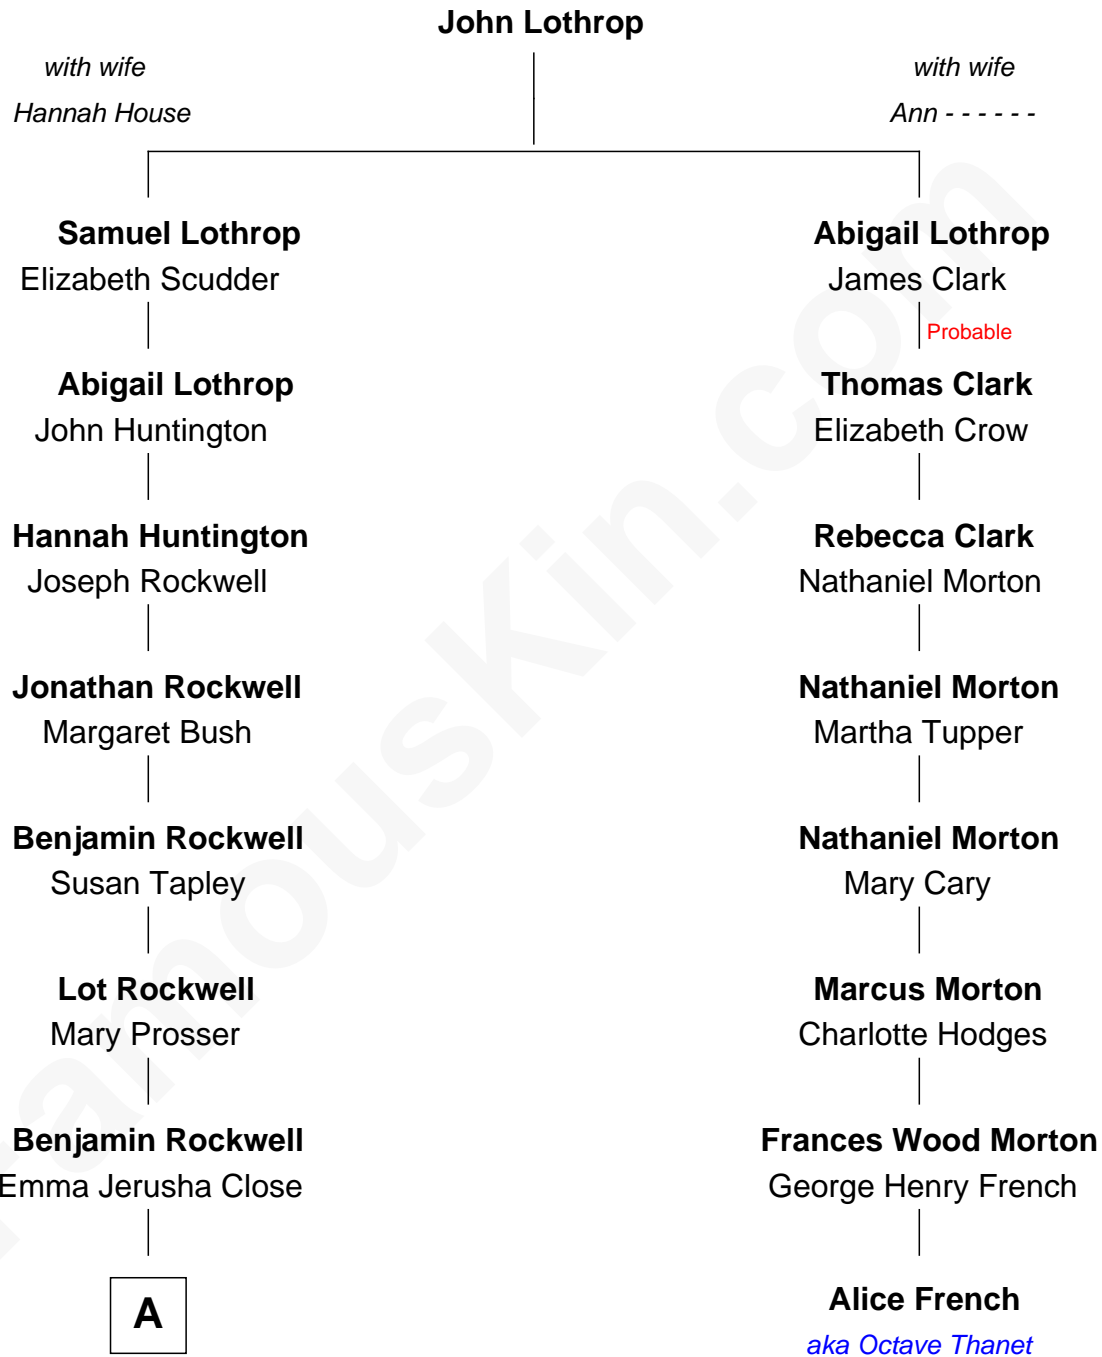 John Lothrop
with wife
Hannah House
with wife
Ann - - - - - -
Samuel Lothrop
Elizabeth Scudder
Abigail Lothrop
James Clark
Probable
Abigail Lothrop
John Huntington
Thomas Clark
Elizabeth Crow
Hannah Huntington
Joseph Rockwell
Rebecca Clark
Nathaniel Morton
Jonathan Rockwell
Margaret Bush
Nathaniel Morton
Martha Tupper
Benjamin Rockwell
Susan Tapley
Nathaniel Morton
Mary Cary
Lot Rockwell
Mary Prosser
Marcus Morton
Charlotte Hodges
Benjamin Rockwell
Emma Jerusha Close
Frances Wood Morton
George Henry French
A
Alice French
aka Octave Thanet
FamousKin.com